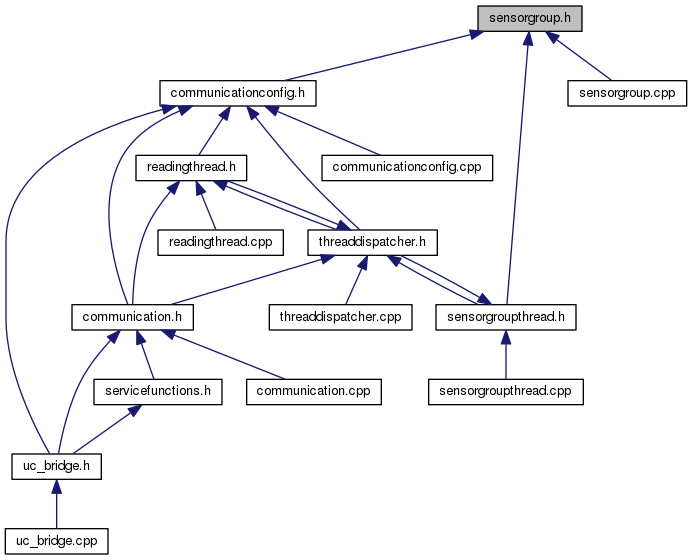 sensorgroup.h
communicationconfig.h
sensorgroup.cpp
readingthread.h
communicationconfig.cpp
readingthread.cpp
threaddispatcher.h
communication.h
threaddispatcher.cpp
sensorgroupthread.h
servicefunctions.h
communication.cpp
sensorgroupthread.cpp
uc_bridge.h
uc_bridge.cpp